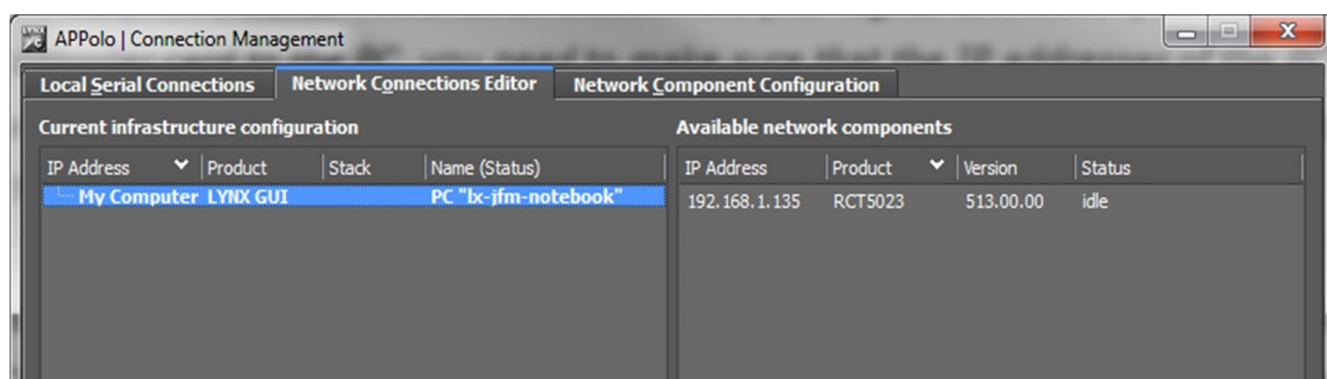 APPolo | Connection Management
Local Serial Connections Network Connections Editor Network Component Configuration
Current infrastructure configuration
IP Address Product Stack Name (Status)
My Computer LYNX GUI PC "lx-jfm-notebook"
Available network components
IP Address Product Version Status
192.168.1.135 RCT5023 513.00.00 idle